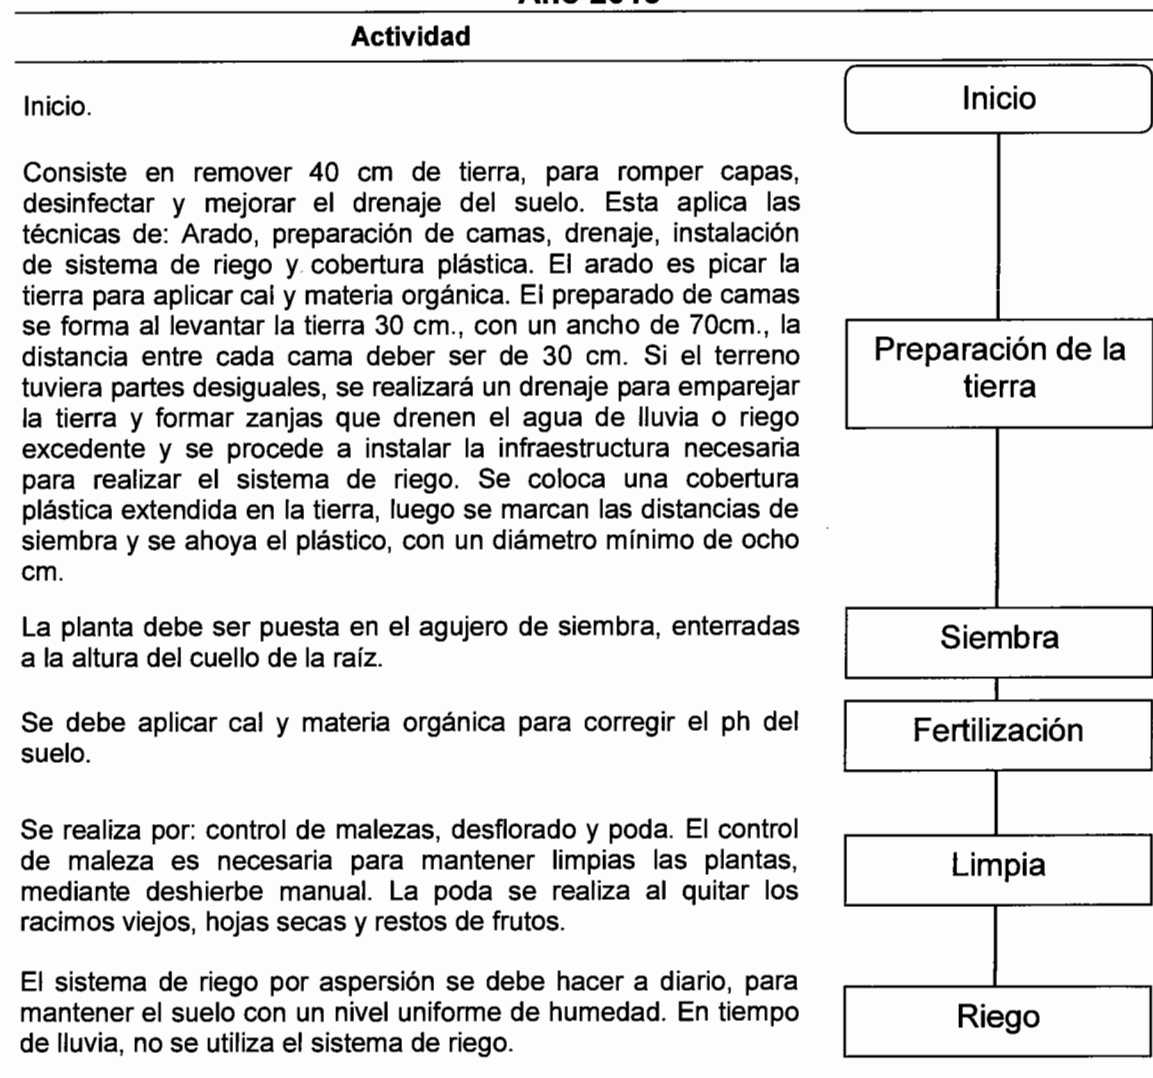 Actividad
Inicio.
Inicio
Consiste en remover 40 cm de tierra, para romper capas,
desinfectar y mejorar el drenaje del suelo. Esta aplica las
técnicas de: Arado, preparación de camas, drenaje, instalación
de sistema de riego y cobertura plástica. El arado es picar la
tierra para aplicar cal y materia orgánica. El preparado de camas
se forma al levantar la tierra 30 cm., con un ancho de 70cm., la
distancia entre cada cama deber ser de 30 cm. Si el terreno
tuviera partes desiguales, se realizará un drenaje para emparejar
la tierra y formar zanjas que drenen el agua de lluvia o riego
excedente y se procede a instalar la infraestructura necesaria
para realizar el sistema de riego. Se coloca una cobertura
plástica extendida en la tierra, luego se marcan las distancias de
siembra y se ahoya el plástico, con un diámetro mínimo de ocho
cm.
Preparación de la
tierra
La planta debe ser puesta en el agujero de siembra, enterradas
a la altura del cuello de la raíz.
Siembra
Se debe aplicar cal y materia orgánica para corregir el ph del
suelo.
Fertilización
Se realiza por: control de malezas, desflorado y poda. El control
de maleza es necesaria para mantener limpias las plantas,
mediante deshierbe manual. La poda se realiza al quitar los
racimos viejos, hojas secas y restos de frutos.
Limpia
El sistema de riego por aspersión se debe hacer a diario, para
mantener el suelo con un nivel uniforme de humedad. En tiempo
de lluvia, no se utiliza el sistema de riego.
Riego